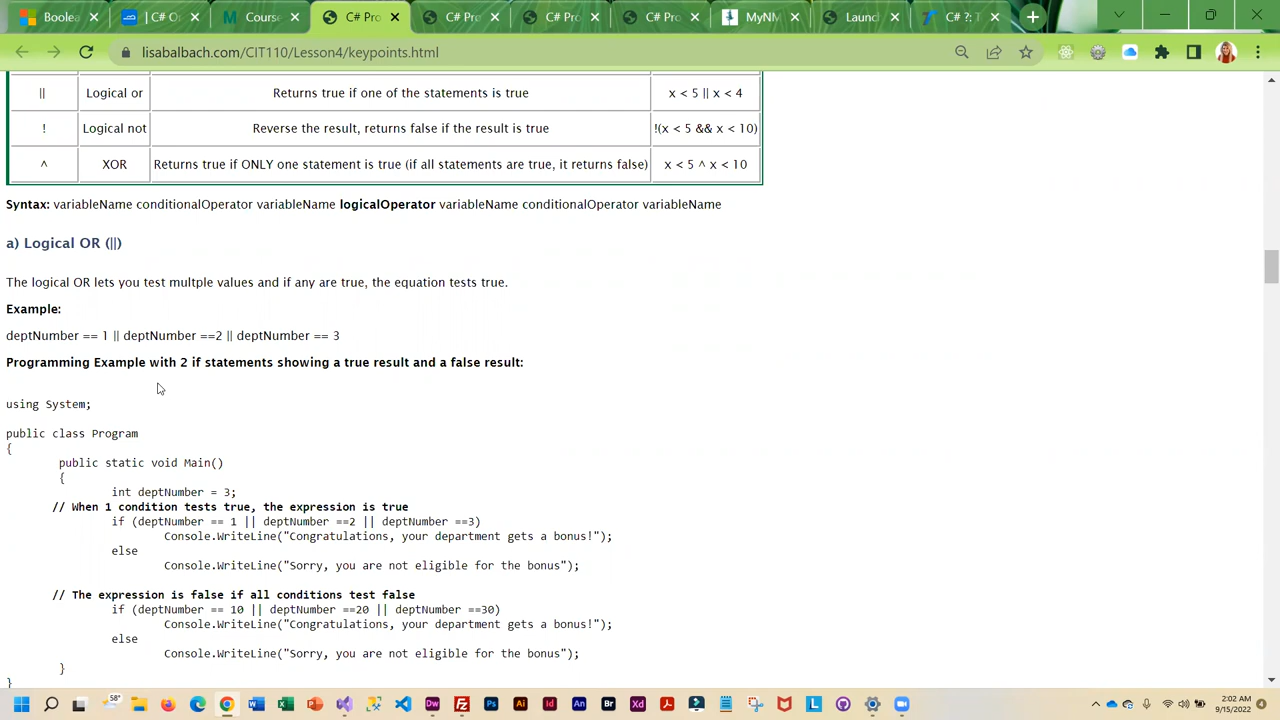 Boolea
| C# O
Course
C# Pro
C# Pro
C# Pro
C# Pro
MyNM
Launc
C# ?: T
lisabalbach.com/CIT110/Lesson4/keypoints.html
|| Logical or Returns true if one of the statements is true x < 5 || x < 4
! Logical not Reverse the result, returns false if the result is true !(x < 5 && x < 10)
^ XOR Returns true if ONLY one statement is true (if all statements are true, it returns false) x < 5 ^ x < 10
Syntax: variableName conditionalOperator variableName logicalOperator variableName conditionalOperator variableName
a) Logical OR (||)
The logical OR lets you test multple values and if any are true, the equation tests true.
Example:
deptNumber == 1 || deptNumber ==2 || deptNumber == 3
Programming Example with 2 if statements showing a true result and a false result:
using System;
public class Program
{
public static void Main()
{
int deptNumber = 3;
// When 1 condition tests true, the expression is true
if (deptNumber == 1 || deptNumber ==2 || deptNumber ==3)
Console.WriteLine("Congratulations, your department gets a bonus!");
else
Console.WriteLine("Sorry, you are not eligible for the bonus");
// The expression is false if all conditions test false
if (deptNumber == 10 || deptNumber ==20 || deptNumber ==30)
Console.WriteLine("Congratulations, your department gets a bonus!");
else
Console.WriteLine("Sorry, you are not eligible for the bonus");
}
}
58°
2:02 AM
9/15/2022